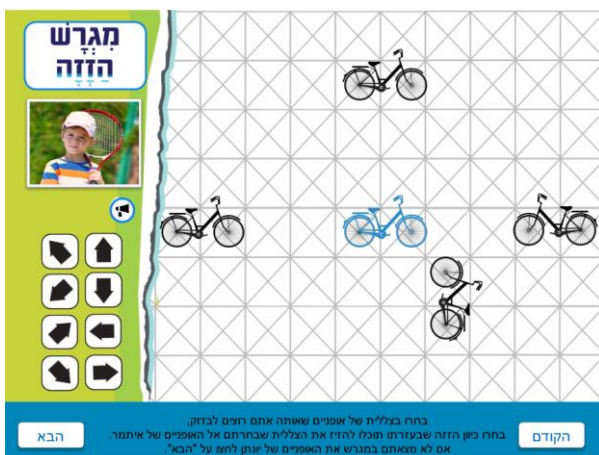 מִגְרַשׁ
הַזָּזָה
בחרו בצללית של אופניים שאותה אתם רוצים לבדוק,
בחרו כיוון הזזה שבעזרתו תוכלו להזיז את הצללית שבחרתם אל האופניים של איתמר.
אם לא מצאתם במגרש את האופניים של יונתן לחצו על "הבא".
הקודם
הבא